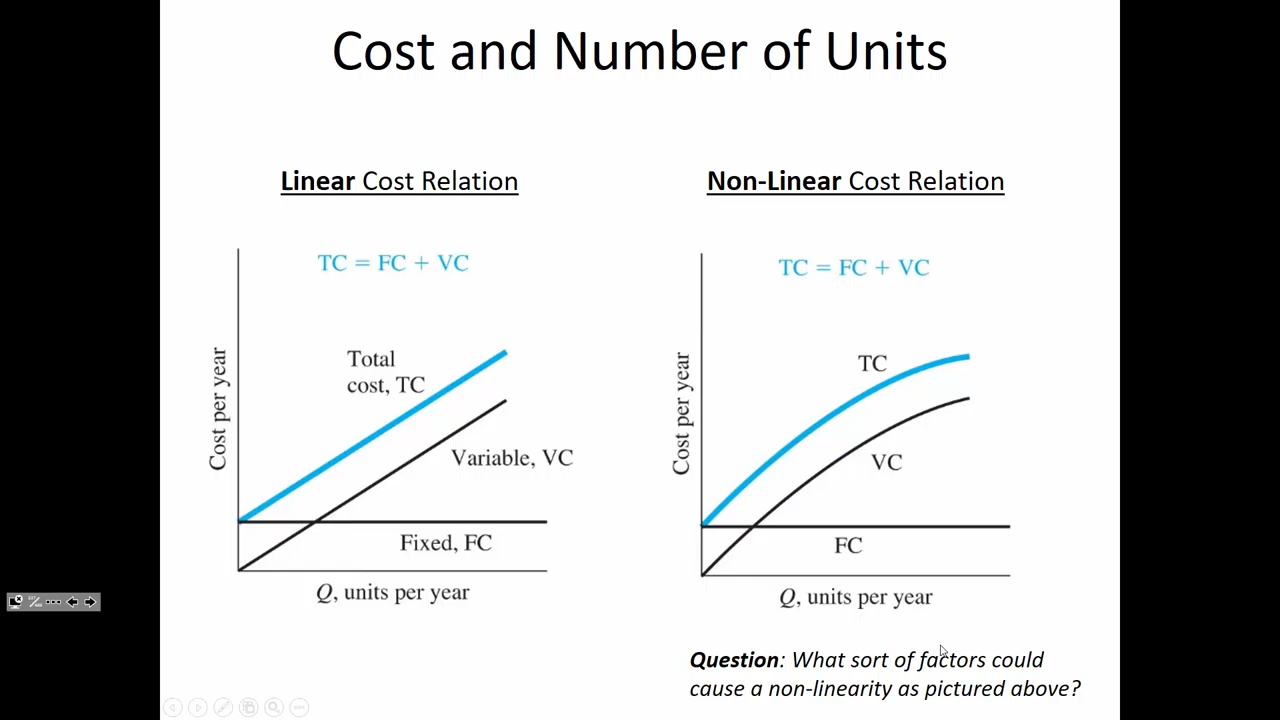 Cost and Number of Units
Linear Cost Relation
TC = FC + VC
Total
cost, TC
Variable, VC
Fixed, FC
Cost per year
Q, units per year
Non-Linear Cost Relation
TC = FC + VC
TC
VC
FC
Cost per year
Q, units per year
Question: What sort of factors could
cause a non-linearity as pictured above?